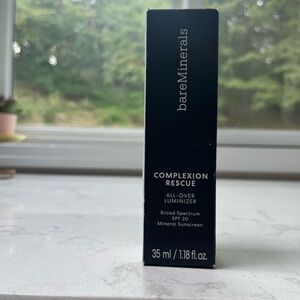 bareMinerals
COMPLEXION
RESCUE
ALL-OVER
LUMINIZER
Broad Spectrum
SPF 20
Mineral Sunscreen
35 ml / 1.18 fl. oz.